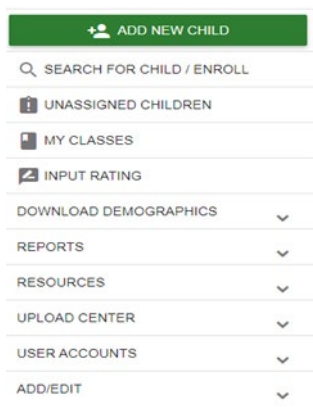 ADD NEW CHILD
SEARCH FOR CHILD / ENROLL
UNASSIGNED CHILDREN
MY CLASSES
INPUT RATING
DOWNLOAD DEMOGRAPHICS
REPORTS
RESOURCES
UPLOAD CENTER
USER ACCOUNTS
ADD/EDIT